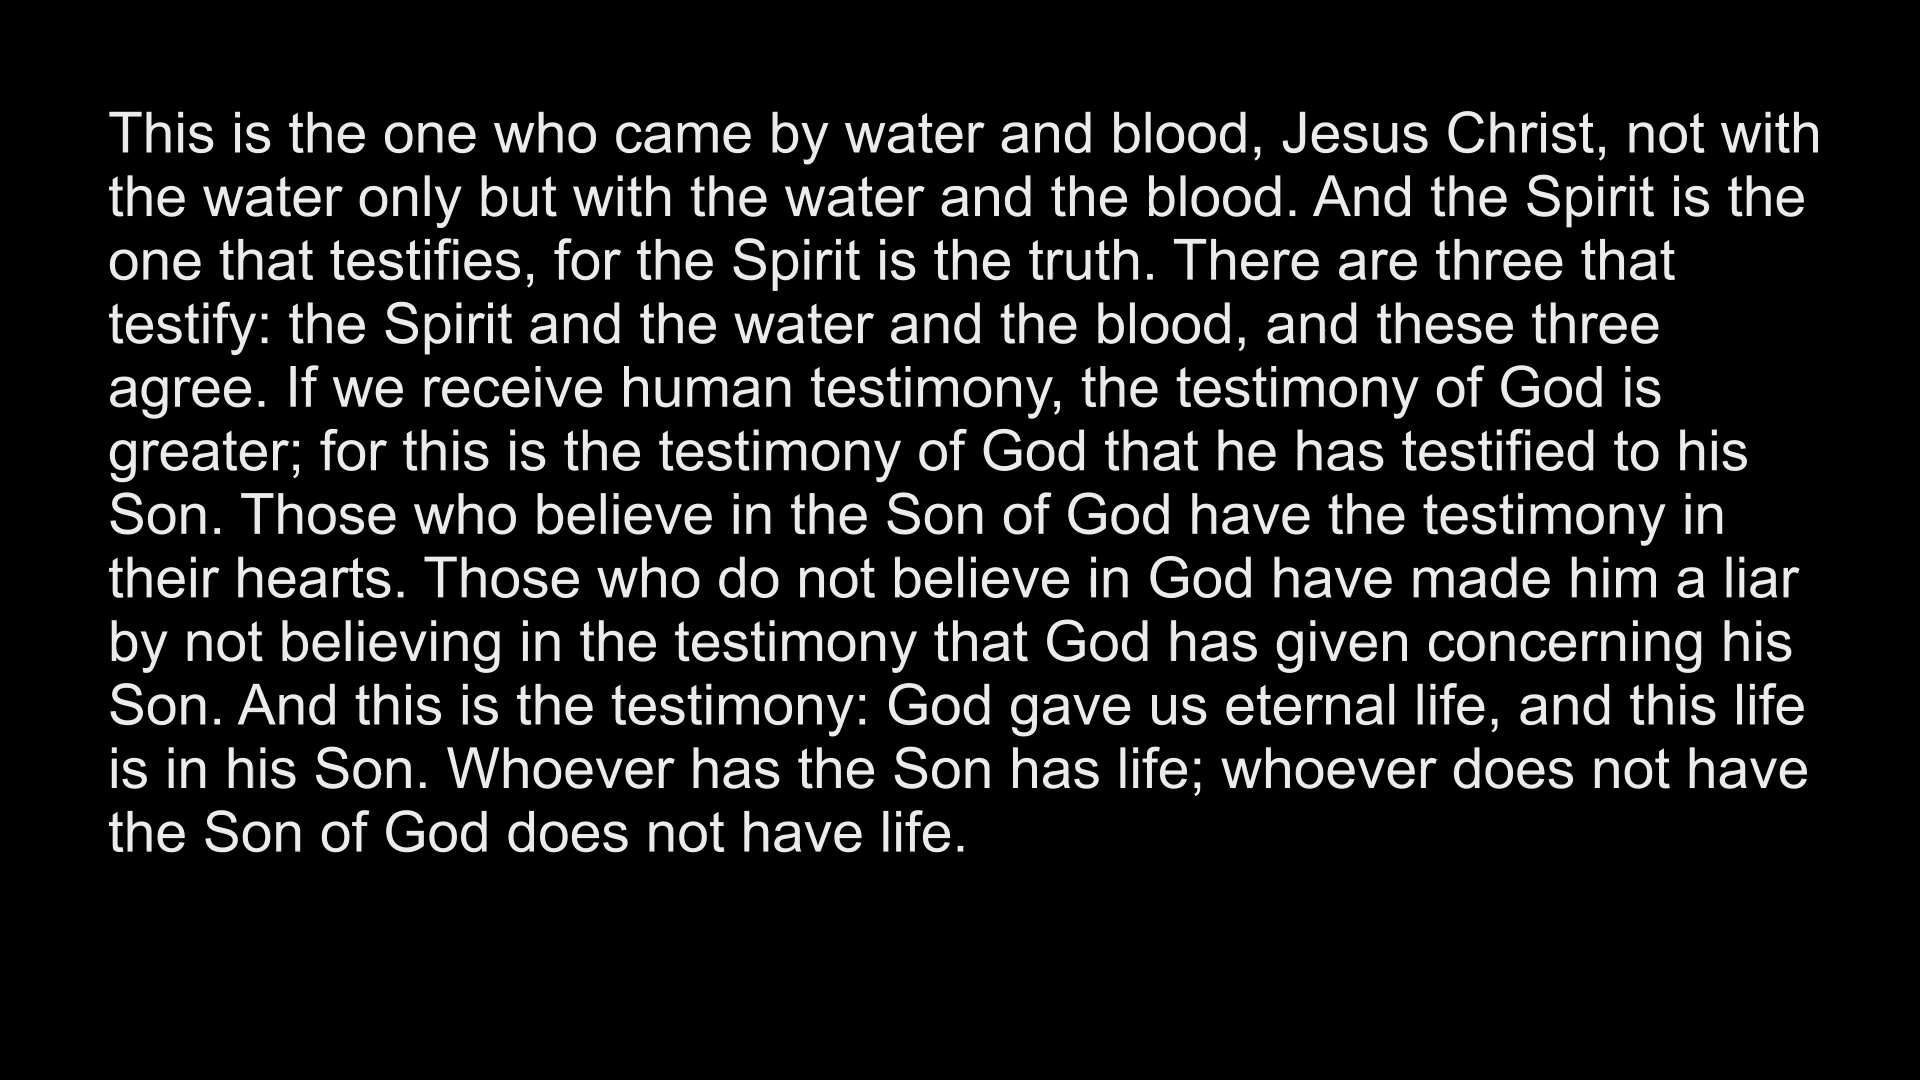 This is the one who came by water and blood, Jesus Christ, not with
the water only but with the water and the blood. And the Spirit is the
one that testifies, for the Spirit is the truth. There are three that
testify: the Spirit and the water and the blood, and these three
agree. If we receive human testimony, the testimony of God is
greater; for this is the testimony of God that he has testified to his
Son. Those who believe in the Son of God have the testimony in
their hearts. Those who do not believe in God have made him a liar
by not believing in the testimony that God has given concerning his
Son. And this is the testimony: God gave us eternal life, and this life
is in his Son. Whoever has the Son has life; whoever does not have
the Son of God does not have life.